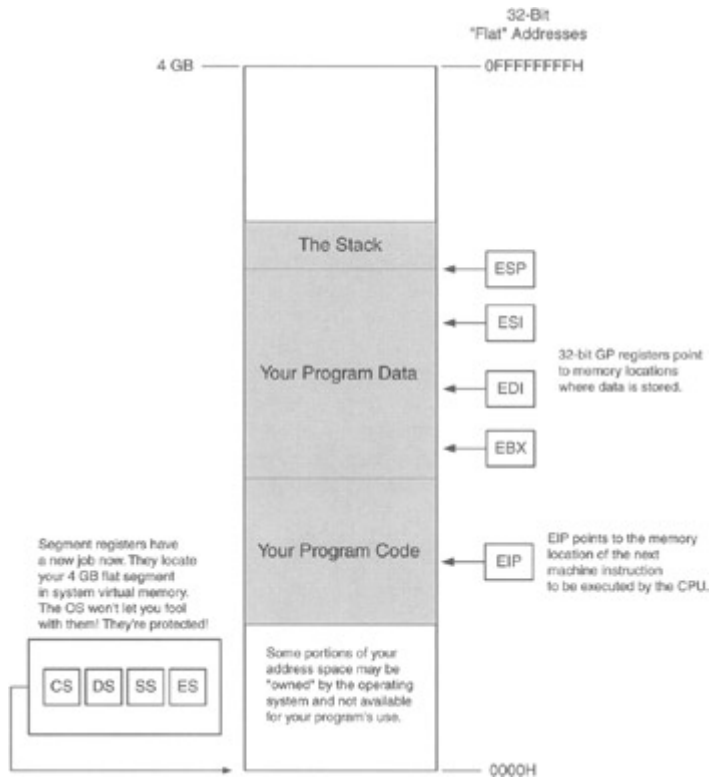 32-Bit
"Flat" Addresses
4 GB
0FFFFFFFFH
The Stack
ESP
ESI
Your Program Data
32-bit GP registers point
to memory locations
where data is stored.
EDI
EBX
Your Program Code
EIP
EIP points to the memory
location of the next
machine instruction
to be executed by the CPU.
Segment registers have
a new job now. They locate
your 4 GB flat segment
in system virtual memory.
The OS won't let you fool
with them! They're protected!
CS DS SS ES
Some portions of your
address space may be
"owned" by the operating
system and not available
for your program's use.
0000H